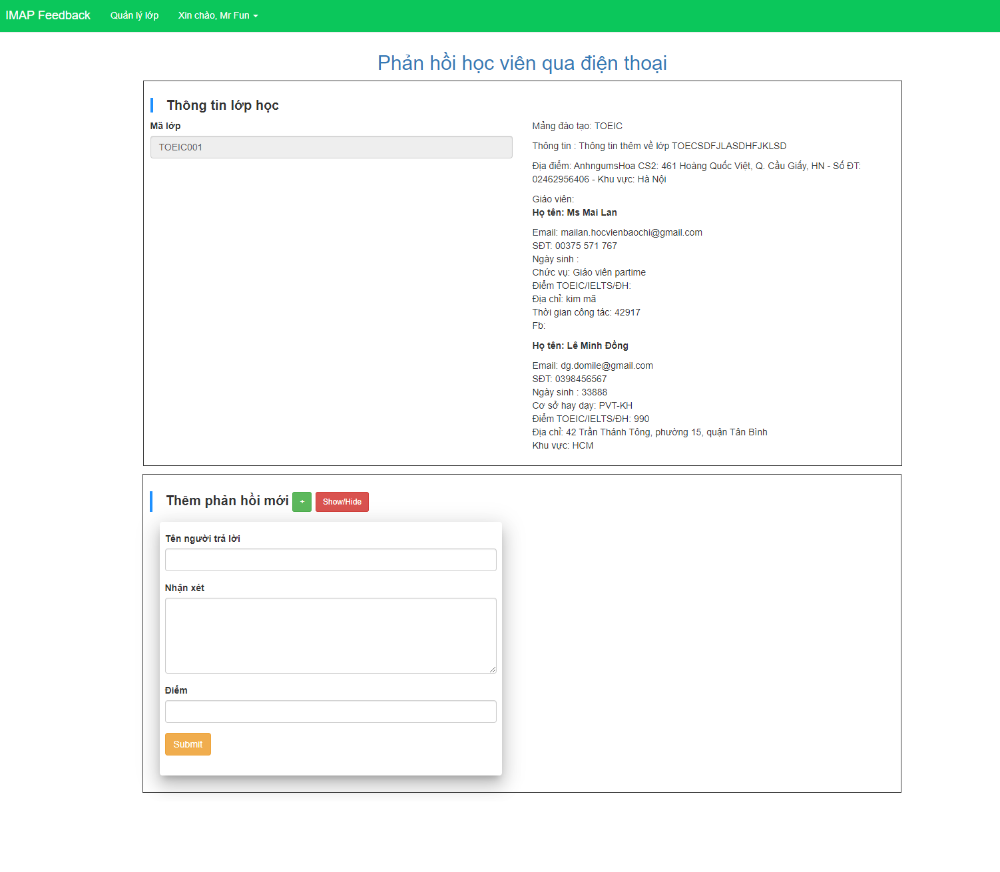 IMAP Feedback Quản lý lớp Xin chào, Mr Fun
Phản hồi học viên qua điện thoại
Thông tin lớp học
Mã lớp
TOEIC001
Mảng đào tạo: TOEIC
Thông tin : Thông tin thêm về lớp TOECSDFJLASDHFJKLSD
Địa điểm: AnhngumsHoa CS2: 461 Hoàng Quốc Việt, Q. Cầu Giấy, HN - Số ĐT:
02462956406 - Khu vực: Hà Nội
Giáo viên:
Họ tên: Ms Mai Lan
Email: mailan.hocvienbaochi@gmail.com
SĐT: 00375 571 767
Ngày sinh :
Chức vụ: Giáo viên partime
Điểm TOEIC/IELTS/ĐH:
Địa chỉ: kim mã
Thời gian công tác: 42917
Fb:
Họ tên: Lê Minh Đồng
Email: dg.domile@gmail.com
SĐT: 0398456567
Ngày sinh : 33888
Cơ sở hay dạy: PVT-KH
Điểm TOEIC/IELTS/ĐH: 990
Địa chỉ: 42 Trần Thánh Tông, phường 15, quận Tân Bình
Khu vực: HCM
Thêm phản hồi mới + Show/Hide
Tên người trả lời
Nhận xét
Điểm
Submit